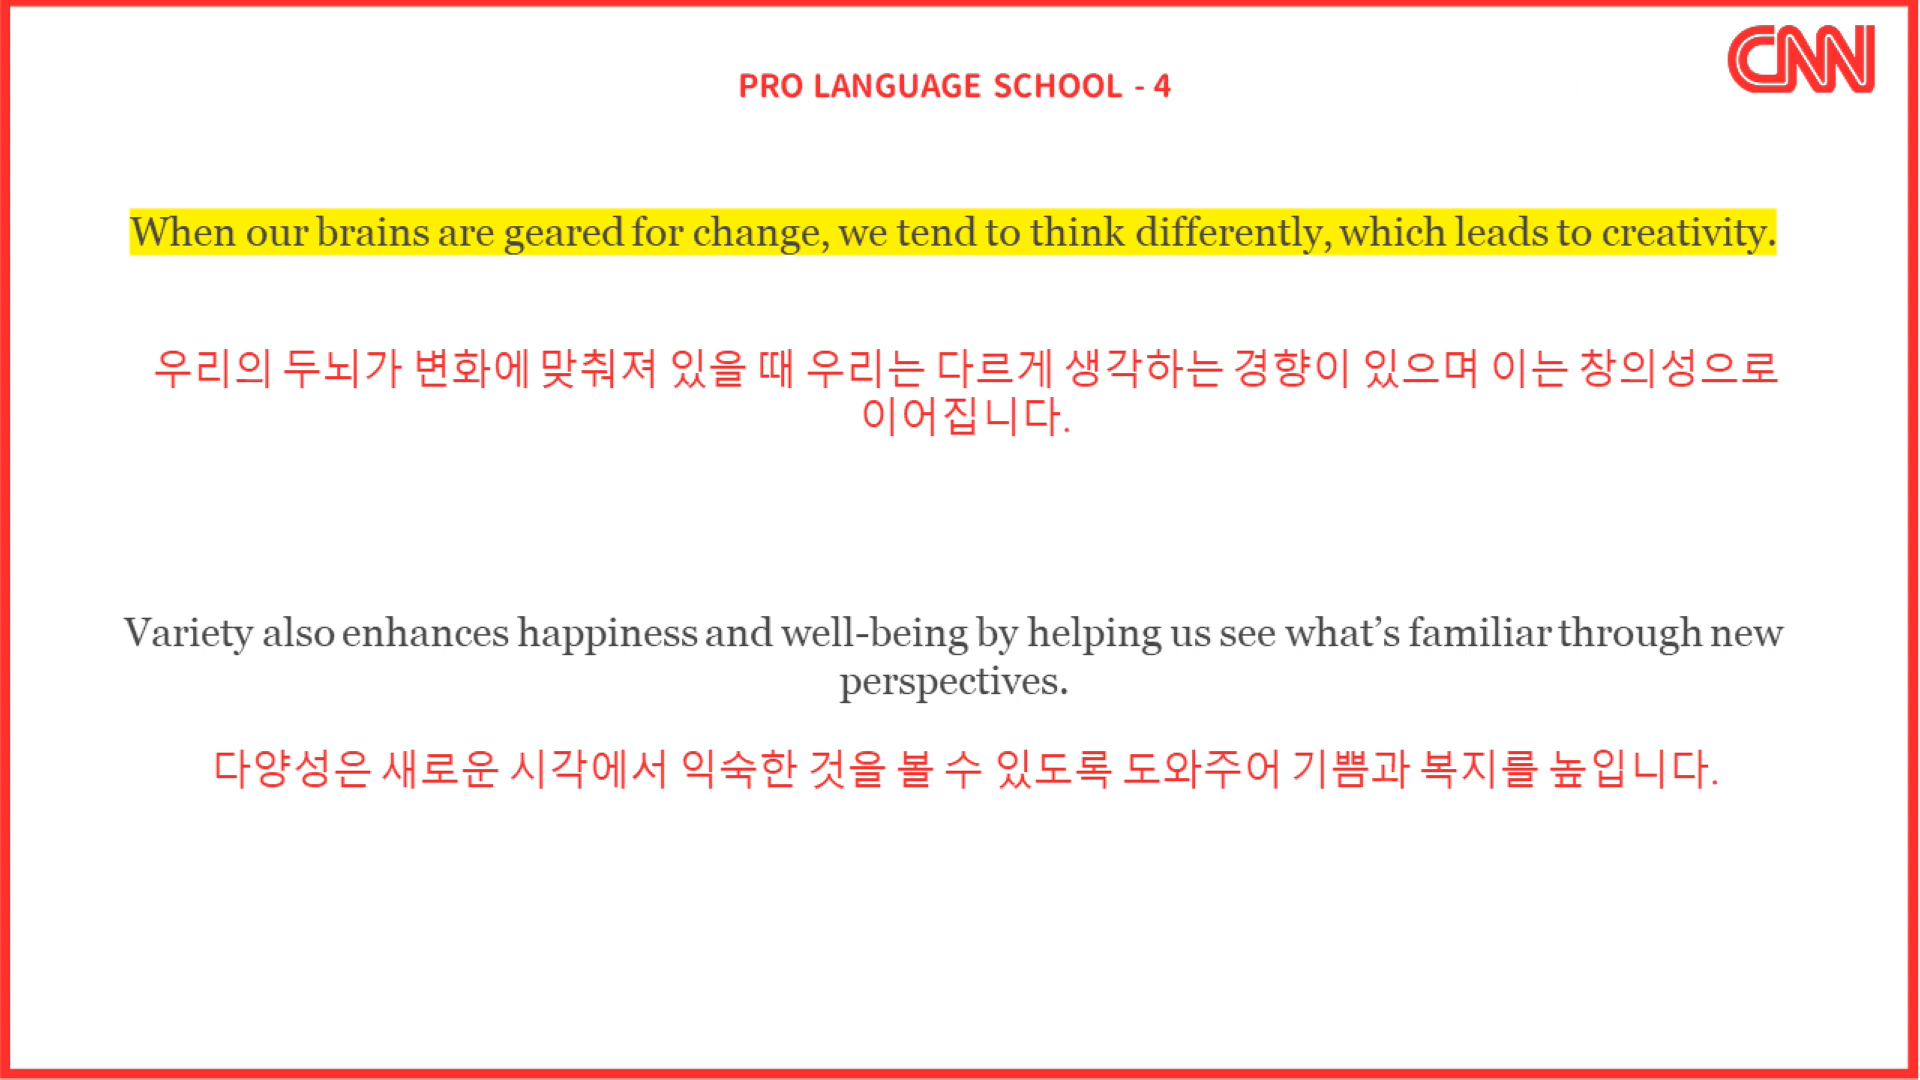 CNN
PRO LANGUAGE SCHOOL - 4
When our brains are geared for change, we tend to think differently, which leads to creativity.
우리의 두뇌가 변화에 맞춰져 있을 때 우리는 다르게 생각하는 경향이 있으며 이는 창의성으로
이어집니다.
Variety also enhances happiness and well-being by helping us see what’s familiar through new
perspectives.
다양성은 새로운 시각에서 익숙한 것을 볼 수 있도록 도와주어 기쁨과 복지를 높입니다.